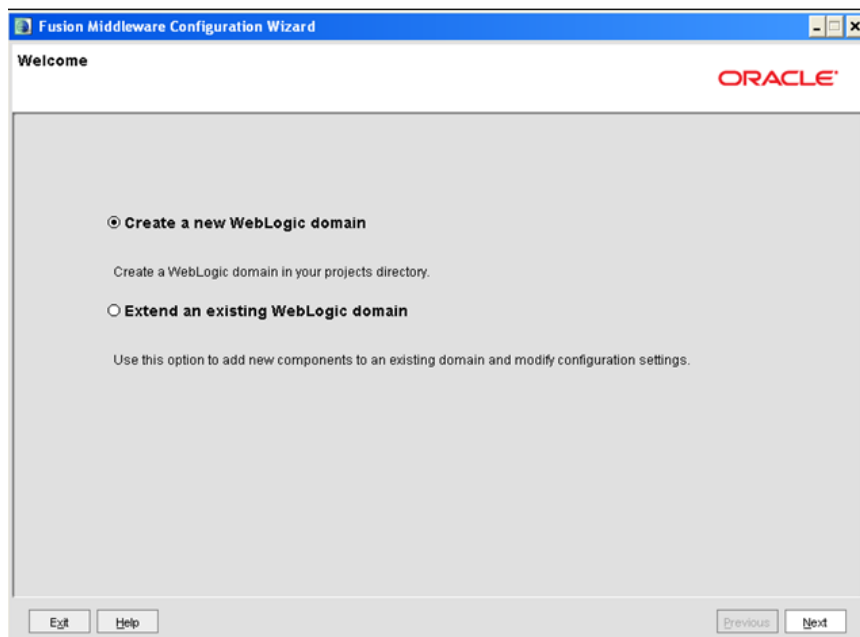 Fusion Middleware Configuration Wizard
Welcome
ORACLE
Create a new WebLogic domain
Create a WebLogic domain in your projects directory.
Extend an existing WebLogic domain
Use this option to add new components to an existing domain and modify configuration settings.
Exit Help Previous Next